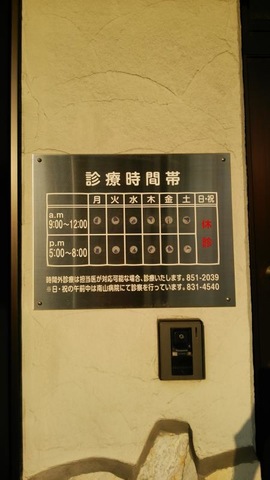 診療時間帯
月 火 水 木 金 土 日・祝
a.m
9:00〜12:00
休診
p.m
5:00〜8:00
時間外診療は担当医が対応可能な場合、診療いたします。851-2039
※日・祝の午前中は南山病院にて診察を行っています。831-4540